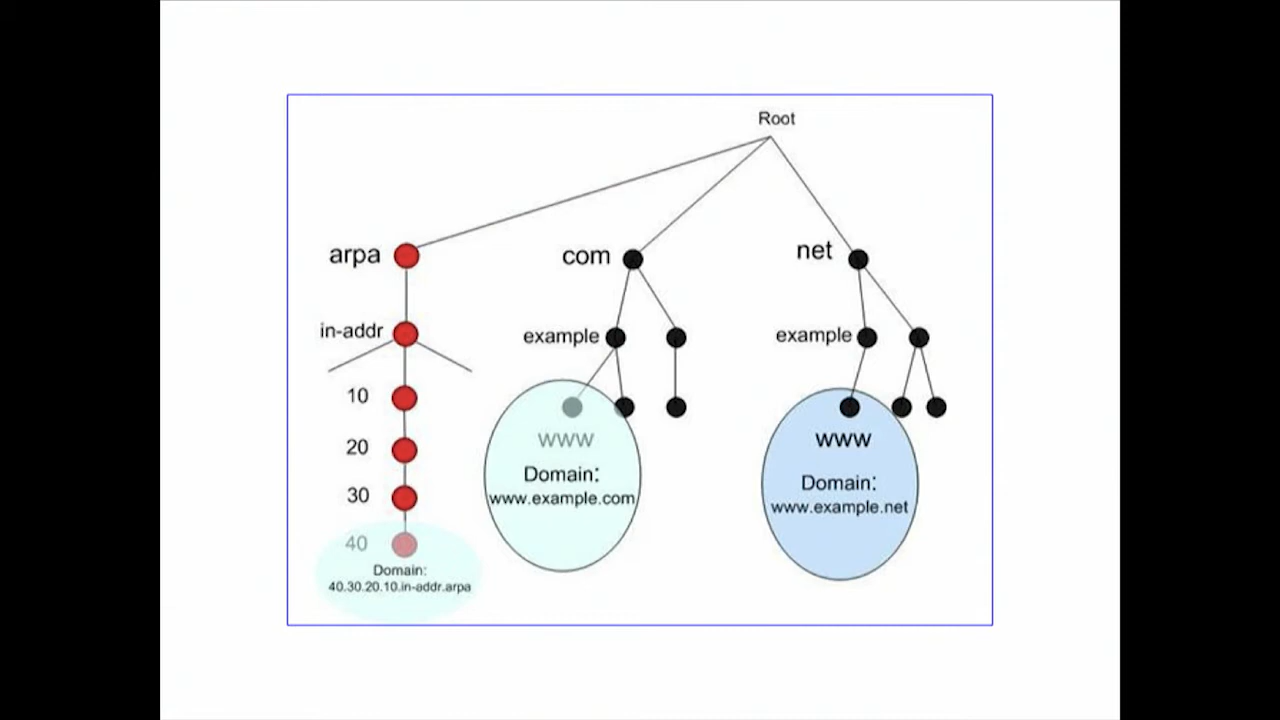 Root
arpa
com
net
in-addr
example
example
10
20
30
40
www
www
Domain:
www.example.com
Domain:
www.example.net
Domain:
40.30.20.10.in-addr.arpa